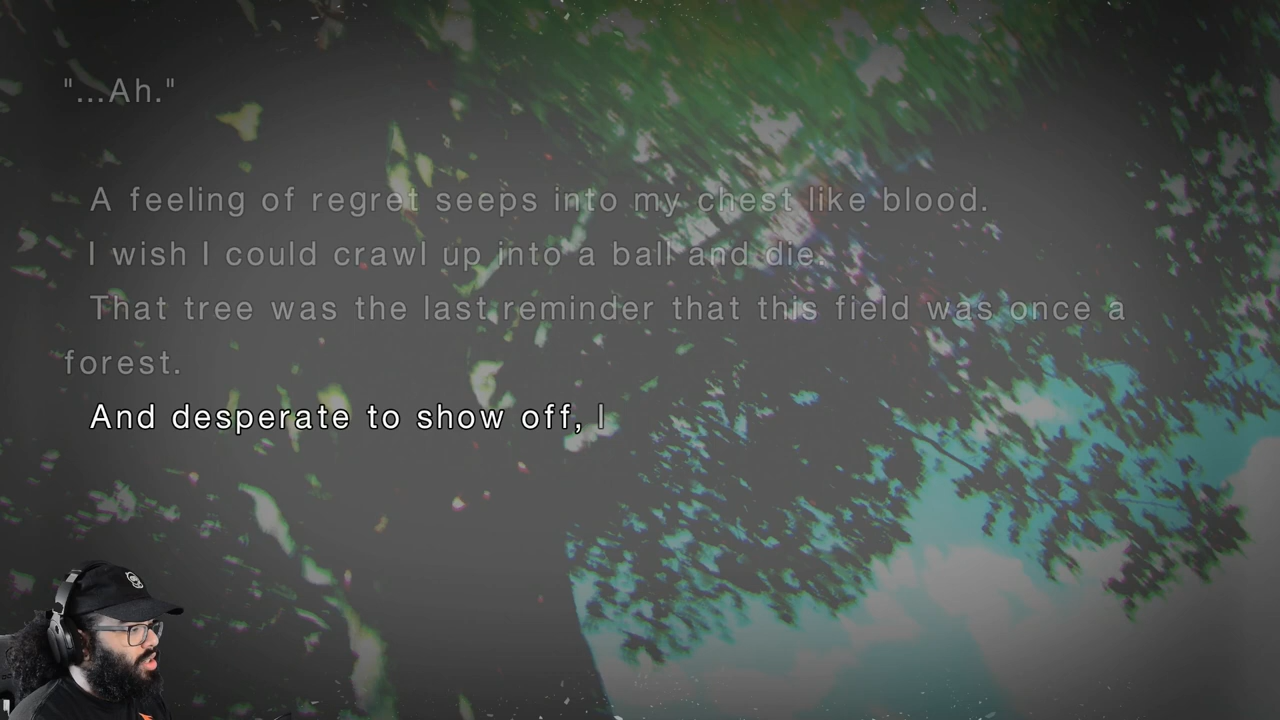 "...Ah."
A feeling of regret seeps into my chest like blood.
I wish I could crawl up into a ball and die.
That tree was the last reminder that this field was once a
forest.
And desperate to show off, I